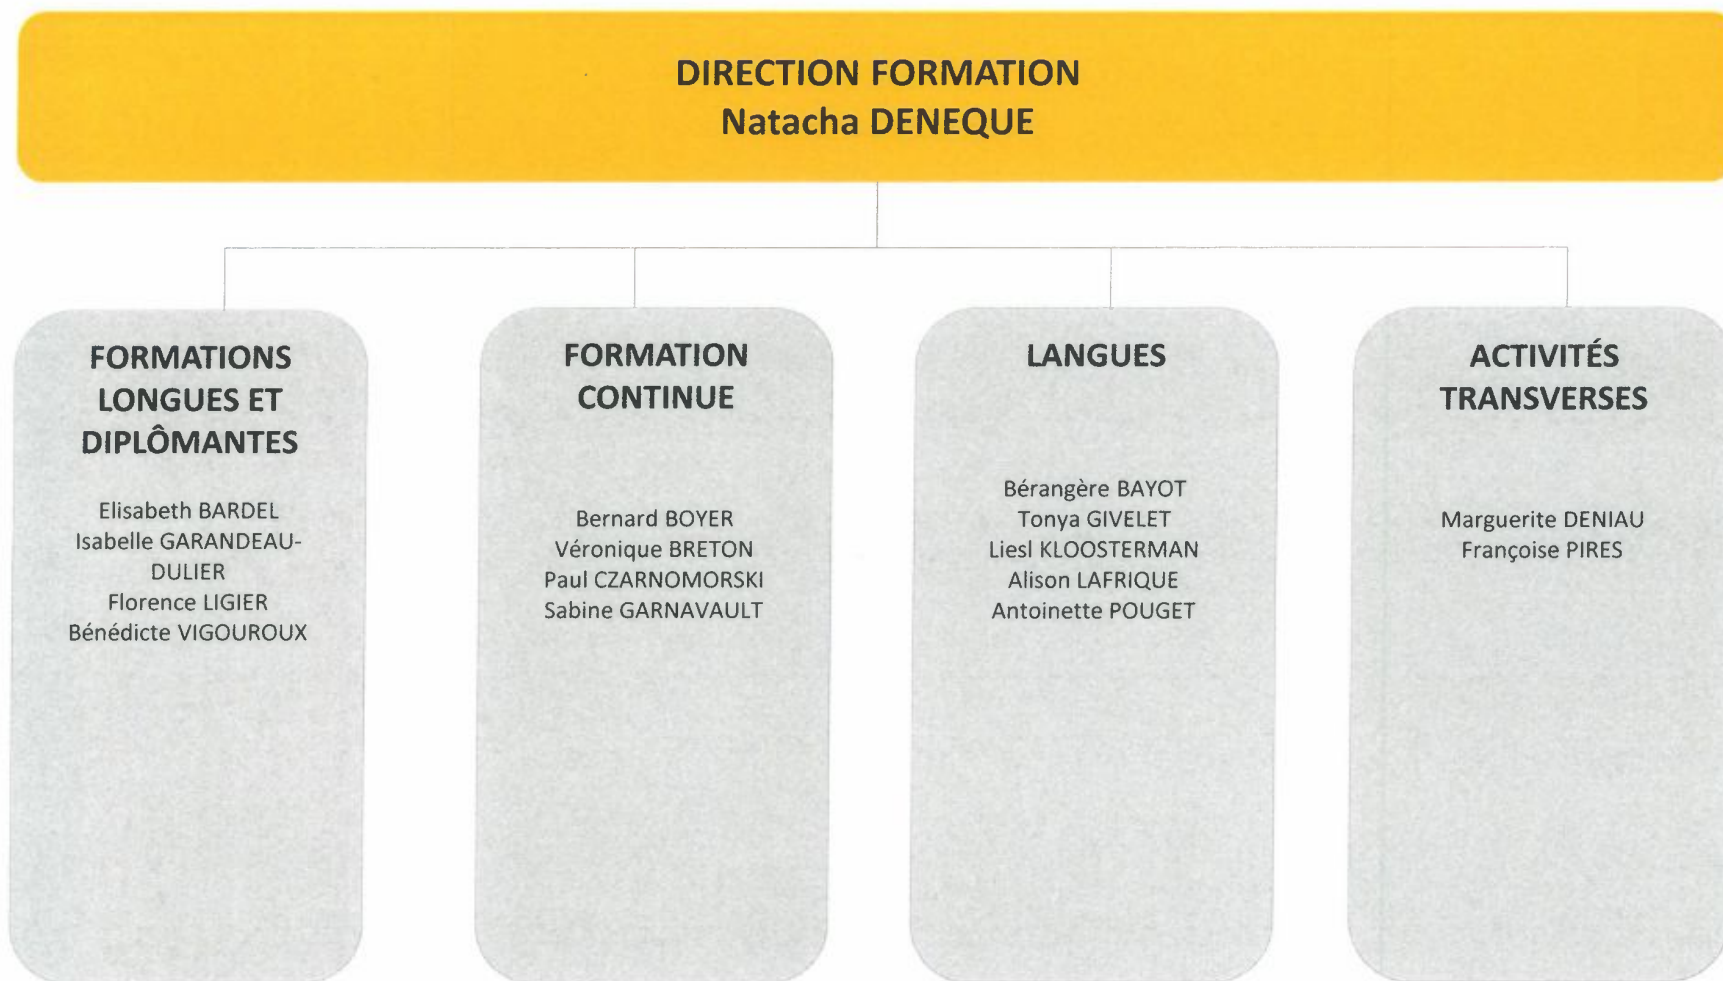 DIRECTION FORMATION
Natacha DENEQUE
FORMATIONS
LONGUES ET
DIPLÔMANTES
Elisabeth BARDEL
Isabelle GARANDEAU-
DULIER
Florence LIGIER
Bénédicte VIGOUROUX
FORMATION
CONTINUE
Bernard BOYER
Véronique BRETON
Paul CZARNOMORSKI
Sabine GARNAVAULT
LANGUES
Bérangère BAYOT
Tonya GIVELET
Liesl KLOOSTERMAN
Alison LAFRIQUE
Antoinette POUGET
ACTIVITÉS
TRANSVERSES
Marguerite DENIAU
Françoise PIRES